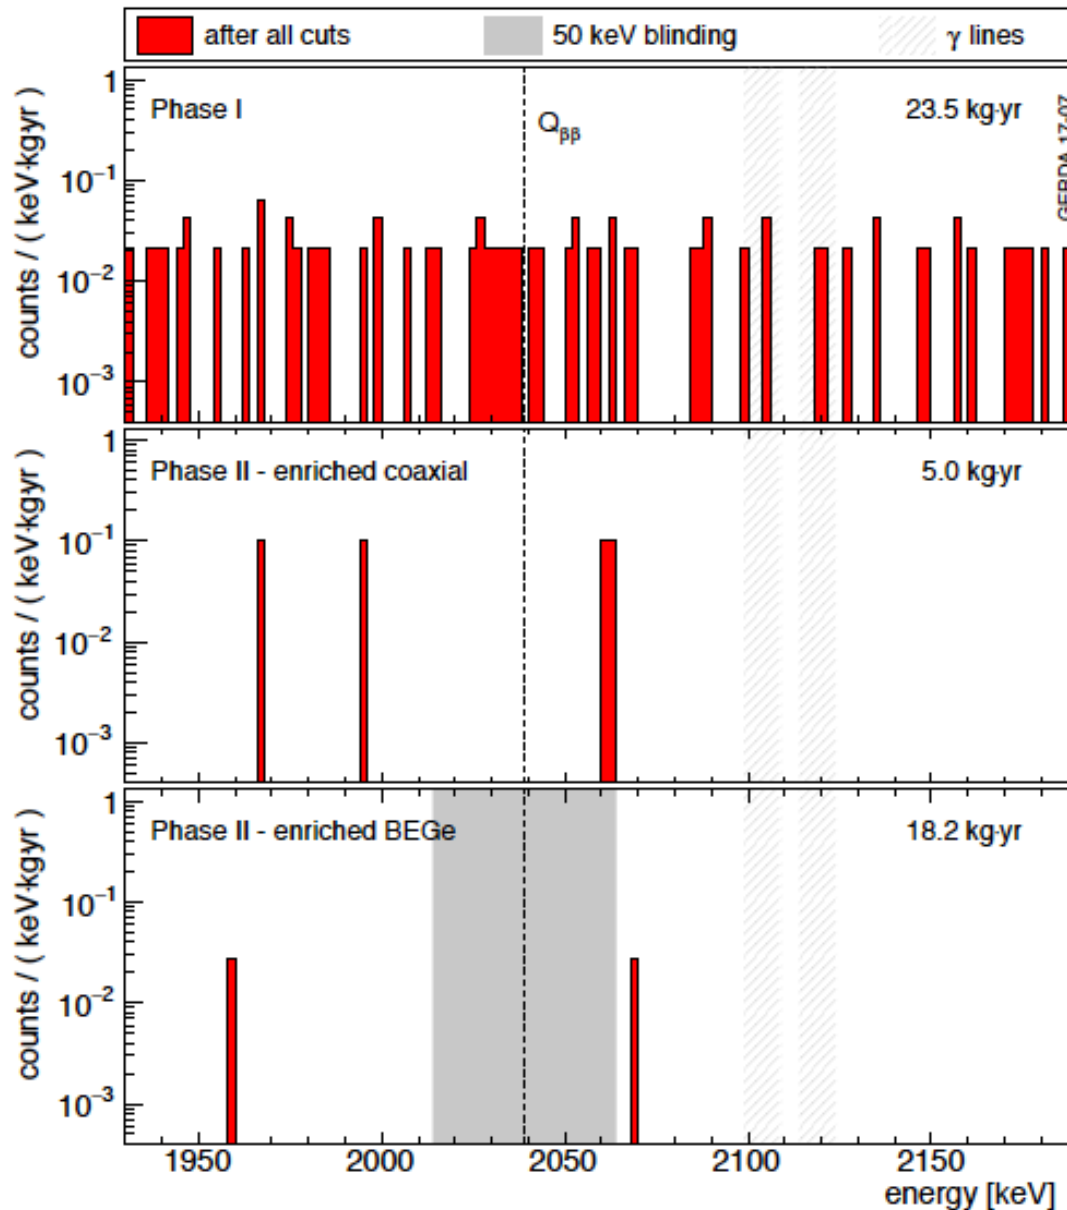 after all cuts 50 keV blinding γ lines
counts / ( keV·kg·yr )
1
10⁻¹
10⁻²
10⁻³
Phase I
Qββ
23.5 kg·yr
GERDA 17-07
counts / ( keV·kg·yr )
1
10⁻¹
10⁻²
10⁻³
Phase II - enriched coaxial
5.0 kg·yr
counts / ( keV·kg·yr )
1
10⁻¹
10⁻²
10⁻³
Phase II - enriched BEGe
18.2 kg·yr
1950 2000 2050 2100 2150
energy [keV]